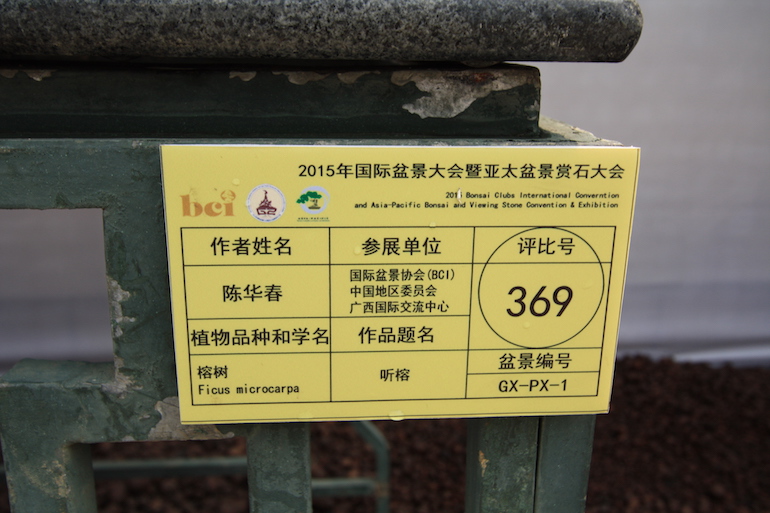 2015年国际盆景大会暨亚太盆景赏石大会
Bonsai Clubs International Converntion
and Asia-Pacific Bonsai and Viewing Stone Convention & Exhibition
bci
作者姓名 参展单位 评比号
陈华春
国际盆景协会(BCI)
中国地区委员会
广西国际交流中心
369
植物品种和学名 作品题名
榕树
Ficus microcarpa
听榕
盆景编号
GX-PX-1